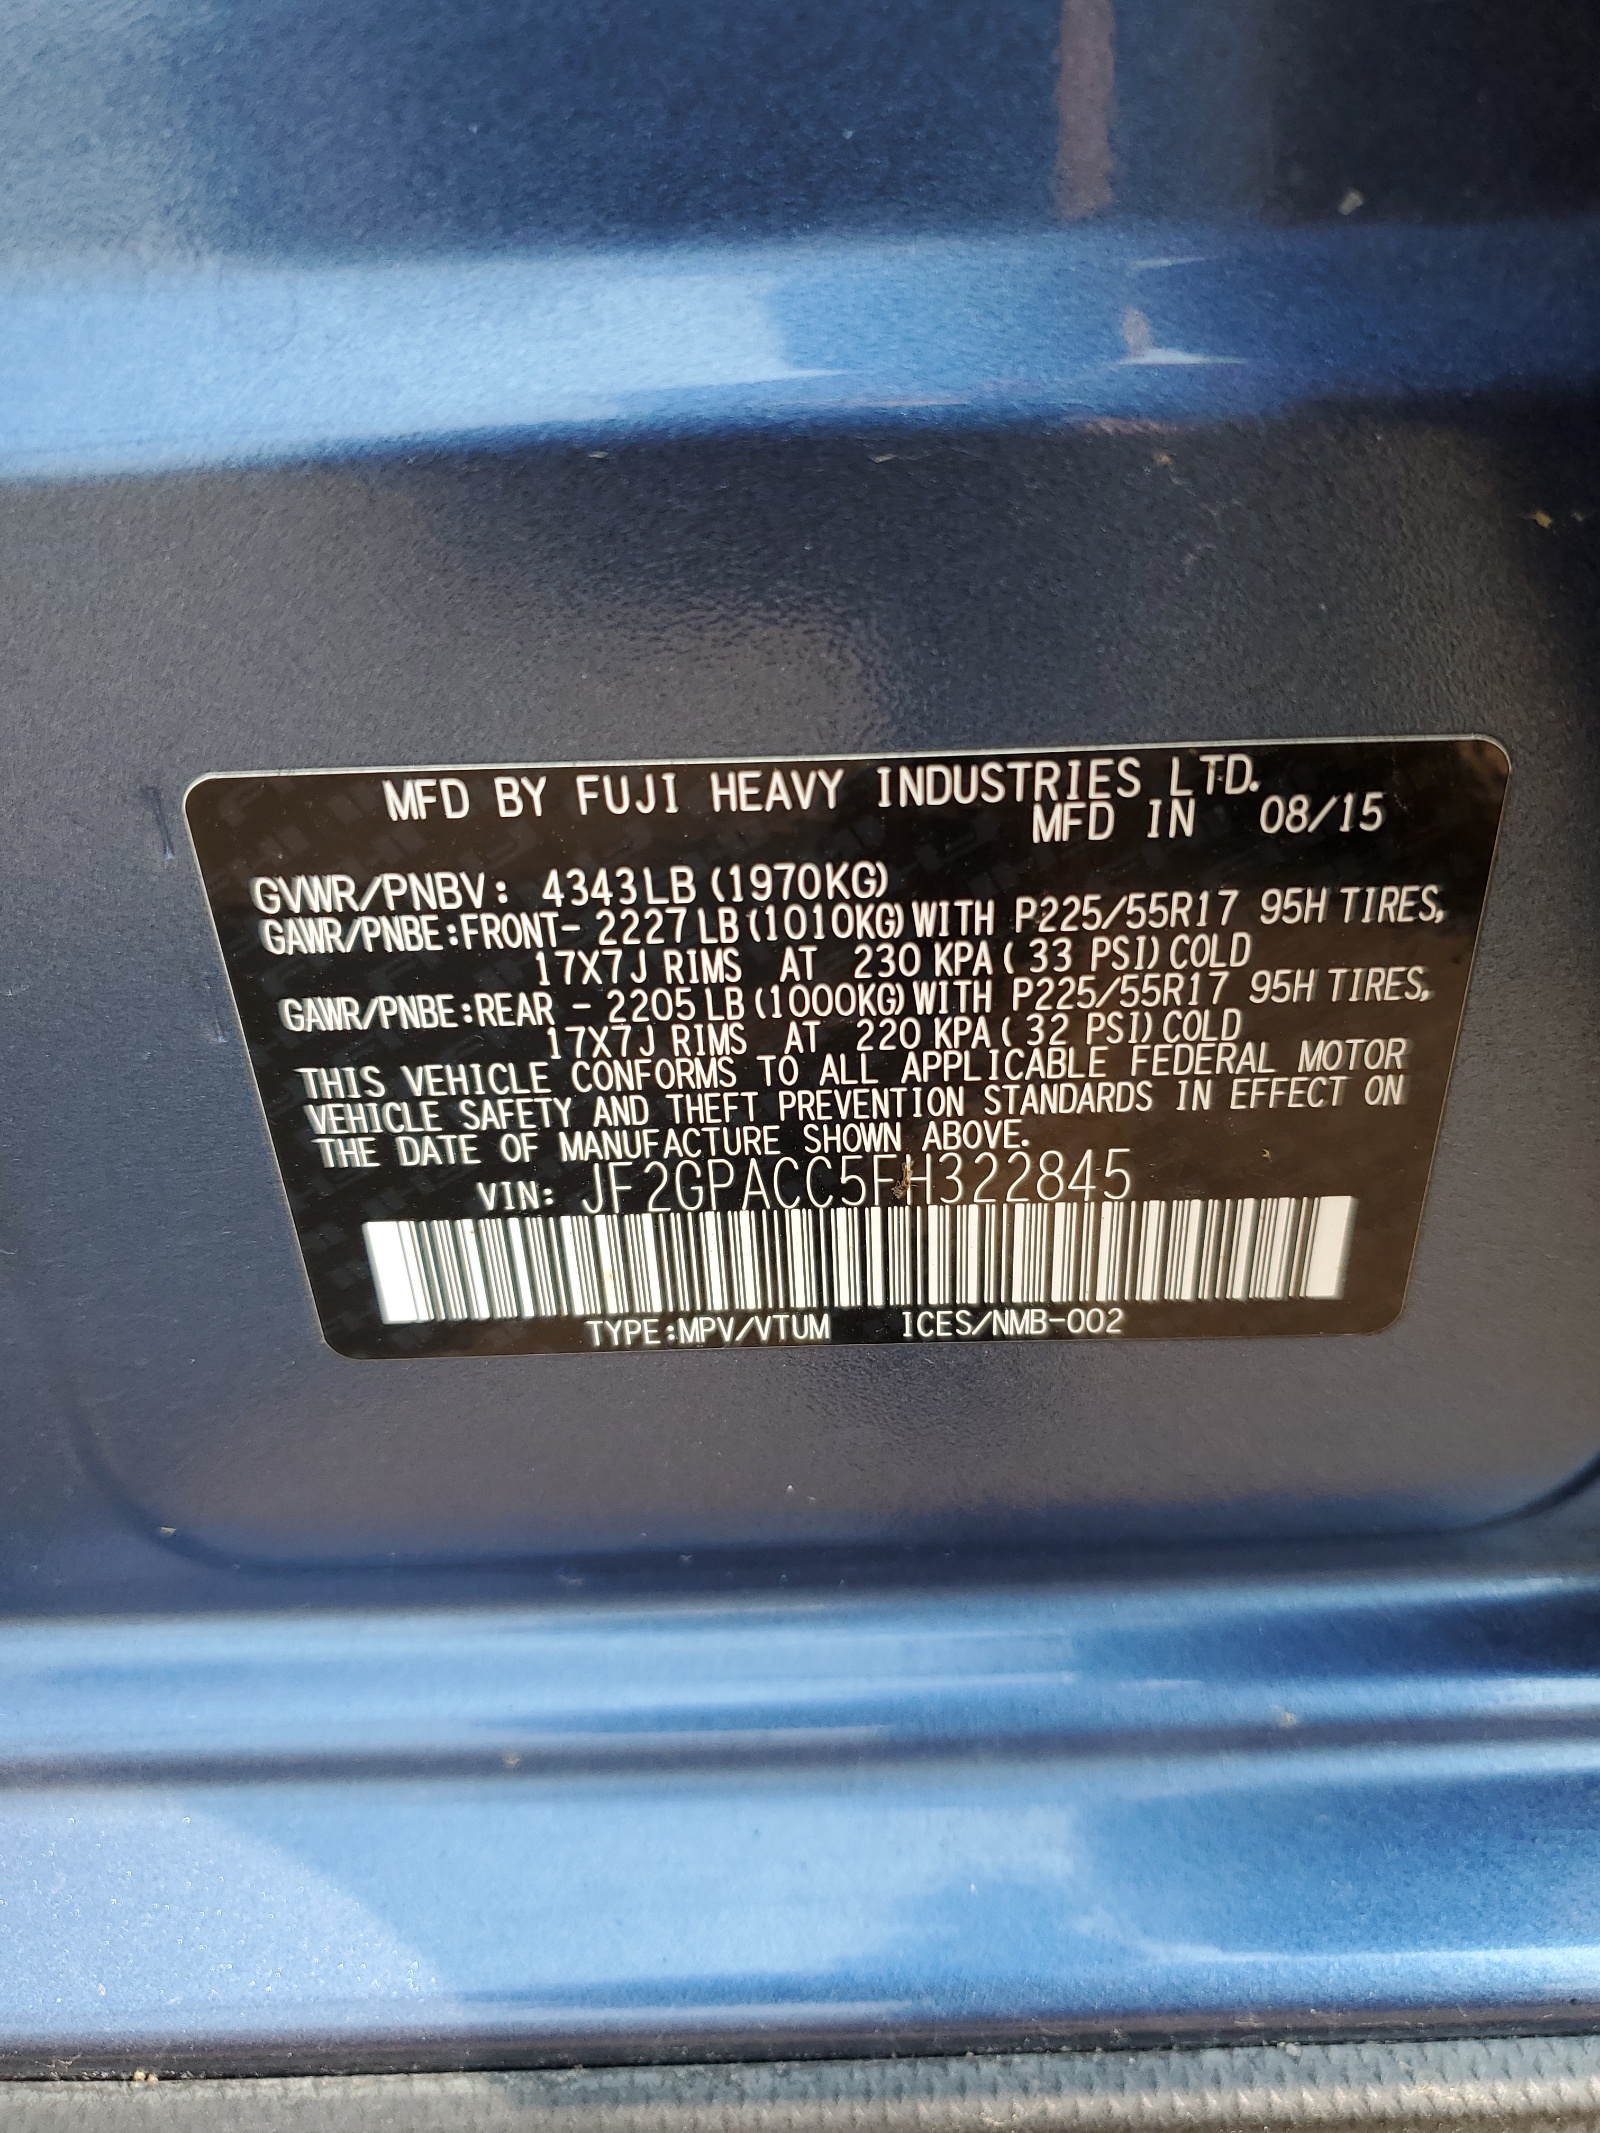 MFD BY FUJI HEAVY INDUSTRIES LTD.
MFD IN 08/15
GVWR/PNBV: 4343LB (1970KG)
GAWR/PNBE:FRONT- 2227LB(1010KG)WITH P225/55R17 95H TIRES,
17X7J RIMS AT 230 KPA( 33 PSI)COLD
GAWR/PNBE:REAR - 2205LB(1000KG)WITH P225/55R17 95H TIRES,
17X7J RIMS AT 220 KPA( 32 PSI)COLD
THIS VEHICLE CONFORMS TO ALL APPLICABLE FEDERAL MOTOR
VEHICLE SAFETY AND THEFT PREVENTION STANDARDS IN EFFECT ON
THE DATE OF MANUFACTURE SHOWN ABOVE.
VIN: JF2GPACC5FH322845
TYPE:MPV/VTUM ICES/NMB-002